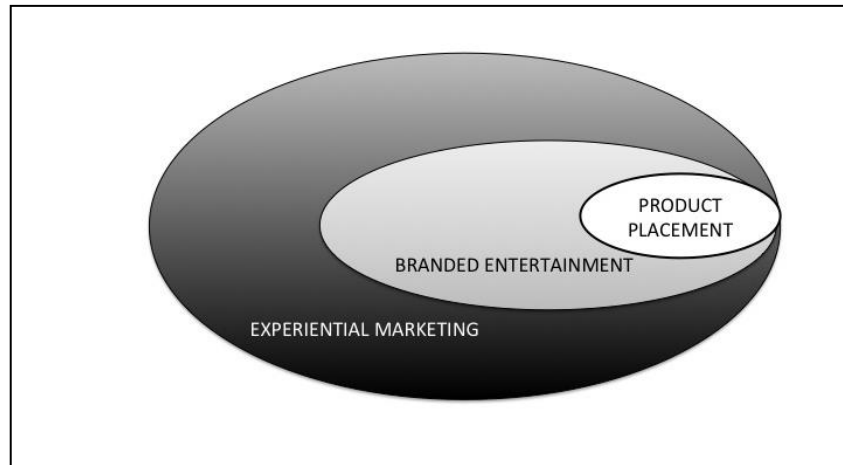 PRODUCT
PLACEMENT
BRANDED ENTERTAINMENT
EXPERIENTIAL MARKETING